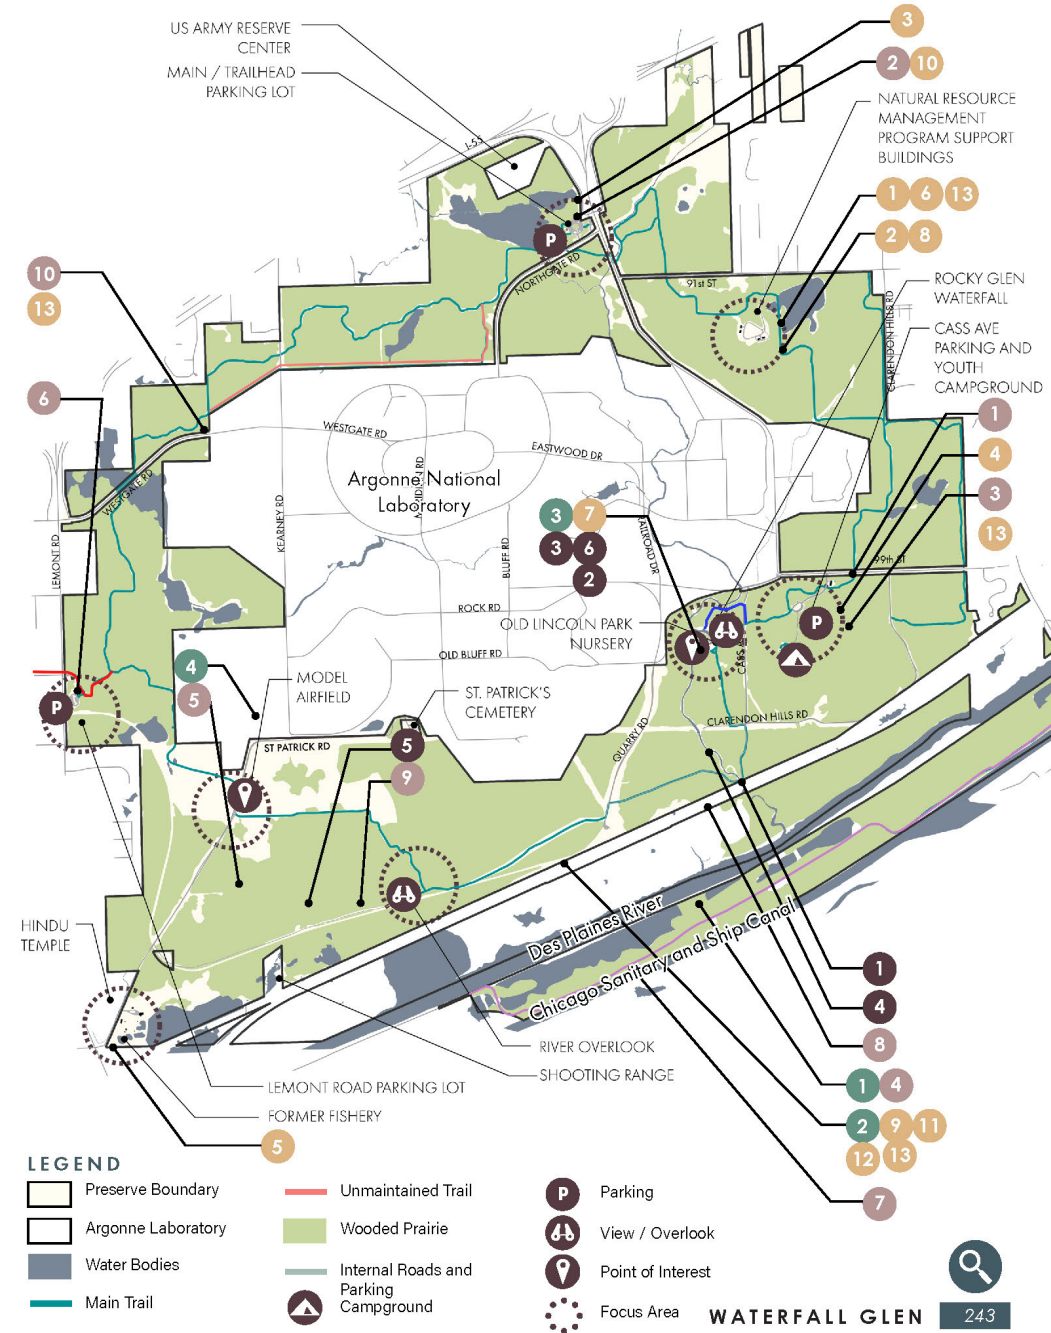 US ARMY RESERVE
CENTER
MAIN / TRAILHEAD
PARKING LOT
3
2 10
NATURAL RESOURCE
MANAGEMENT
PROGRAM SUPPORT
BUILDINGS
I-55
1 6 13
2 8
P
NORTHGATE RD
91st ST
10
13
ROCKY GLEN
WATERFALL
CLARENDON HILLS RD
CASS AVE
PARKING AND
YOUTH
CAMPGROUND
6
1
WESTGATE RD
EASTWOOD DR
4
Argonne National
Laboratory
MERIDIAN RD
WESTGATE RD
3
13
KEARNEY RD
3 7
3 6
2
RAILROAD DR
LEMONT RD
BLUFF RD
99th ST
ROCK RD
OLD LINCOLN PARK
NURSERY
P
OLD BLUFF RD
CASS AVE
4
5
MODEL
AIRFIELD
ST. PATRICK'S
CEMETERY
P
CLARENDON HILLS RD
QUARRY RD
ST PATRICK RD
5
9
HINDU
TEMPLE
Des Plaines River
Chicago Sanitary and Ship Canal
1
4
8
RIVER OVERLOOK
SHOOTING RANGE
LEMONT ROAD PARKING LOT
1 4
FORMER FISHERY
2 9 11
12 13
5
7
LEGEND
Preserve Boundary
Argonne Laboratory
Water Bodies
Main Trail
Unmaintained Trail
Wooded Prairie
Internal Roads and
Parking
Campground
P Parking
View / Overlook
Point of Interest
Focus Area
WATERFALL GLEN 243